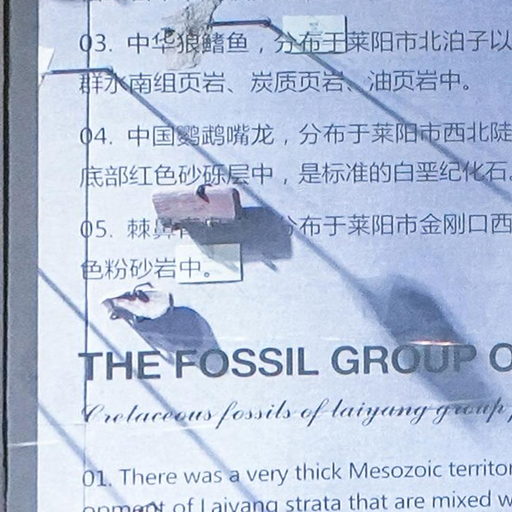 03. 中华狼鳍鱼，分布于莱阳市北泊子以
群水南组页岩、炭质页岩、油页岩中。
04. 中国鹦鹉嘴龙，分布于莱阳市西北陡
底部红色砂砾层中，是标准的白垩纪化石。
05. 棘鼻青 分布于莱阳市金刚口西
色粉砂岩中。
THE FOSSIL GROUP O
Cretaceous fossils of laiyang group
01. There was a very thick Mesozoic territor
opment of Laiyang strata that are mixed w